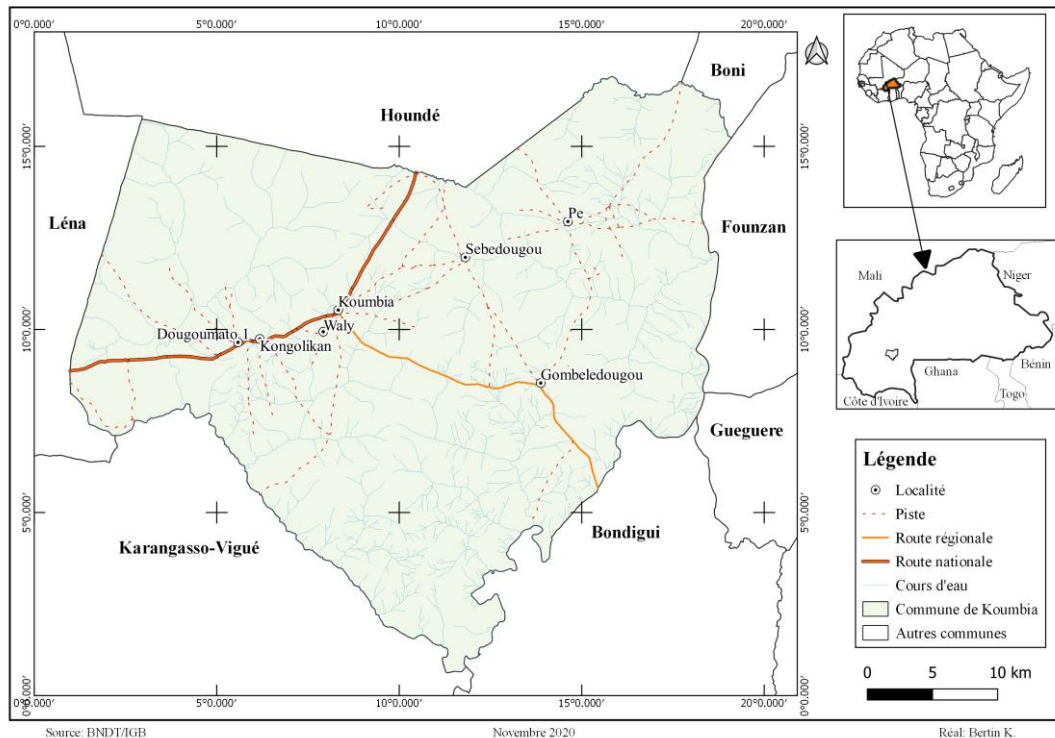 0°0.000′ 5°0.000′ 10°0.000′ 15°0.000′ 20°0.000′
Boni
Houndé
15°0.000′ 15°0.000′
Léna
Pe
Founzan
Sebedougou
Koumbia
10°0.000′ Waly 10°0.000′
Dougoumato 1
Kongolikan
Gombeledougou
Gueguere
5°0.000′ 5°0.000′
Karangasso-Vigué
Bondigui
0°0.000′ 0°0.000′
0°0.000′ 5°0.000′ 10°0.000′ 15°0.000′ 20°0.000′
Mali
Niger
Ghana
Bénin
Togo
Côte d'Ivoire
Légende
Localité
Piste
Route régionale
Route nationale
Cours d'eau
Commune de Koumbia
Autres communes
0 5 10 km
Source: BNDT/IGB Novembre 2020 Réal: Bertin K.